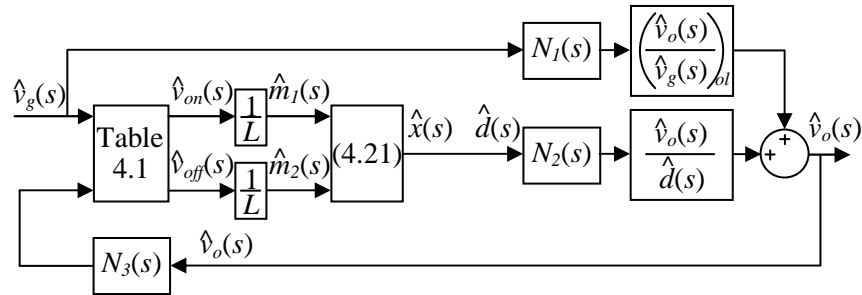 N₁(s)
(v̂ₒ(s) / v̂g(s))ol
v̂g(s)
v̂on(s)
1/L
m̂₁(s)
Table
4.1
(4.21)
x̂(s)
d̂(s)
N₂(s)
v̂ₒ(s) / d̂(s)
+
+
v̂ₒ(s)
v̂off(s)
1/L
m̂₂(s)
N₃(s)
v̂ₒ(s)